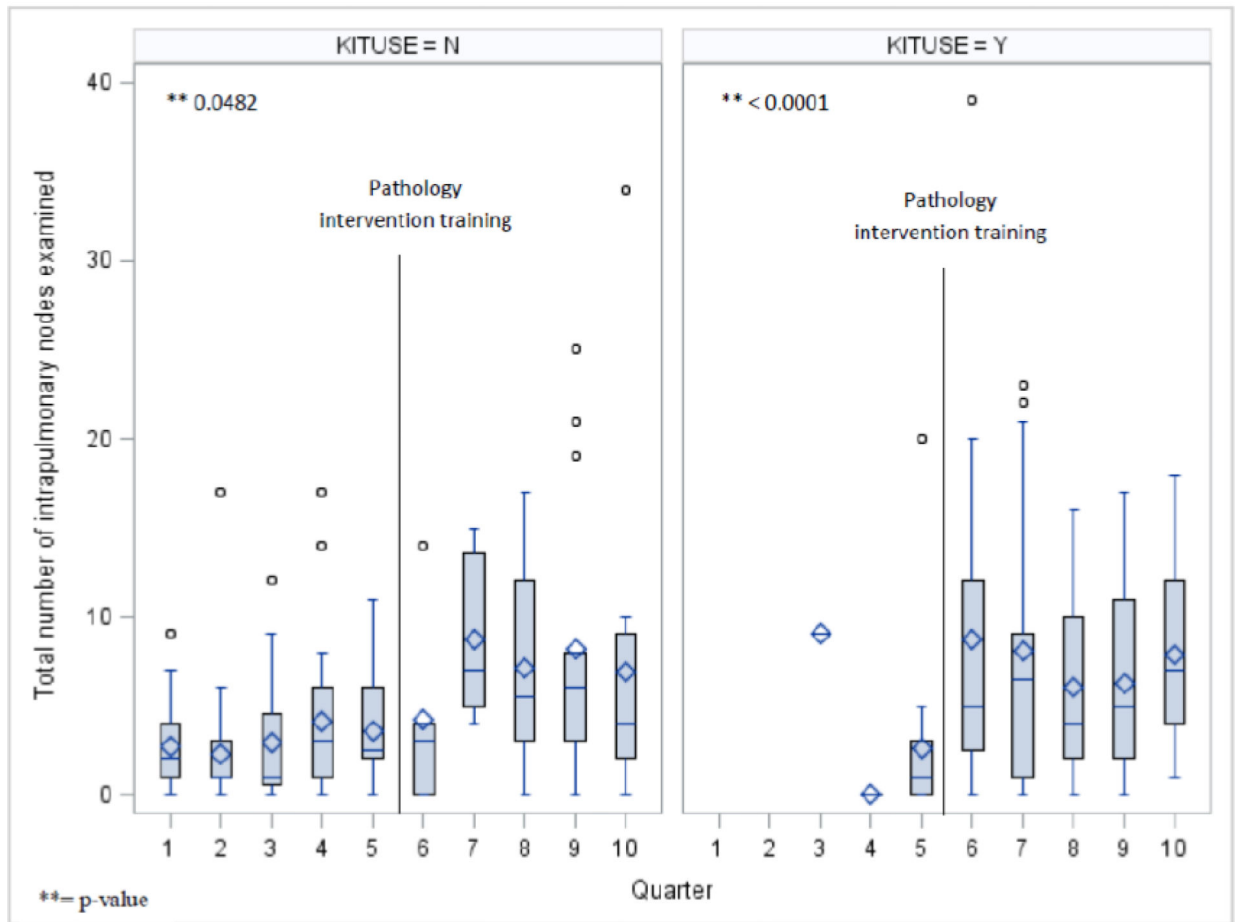 KITUSE = N
KITUSE = Y
40
30
20
10
0
Total number of intrapulmonary nodes examined
** 0.0482
Pathology
intervention training
** < 0.0001
Pathology
intervention training
1 2 3 4 5 6 7 8 9 10
1 2 3 4 5 6 7 8 9 10
Quarter
**= p-value